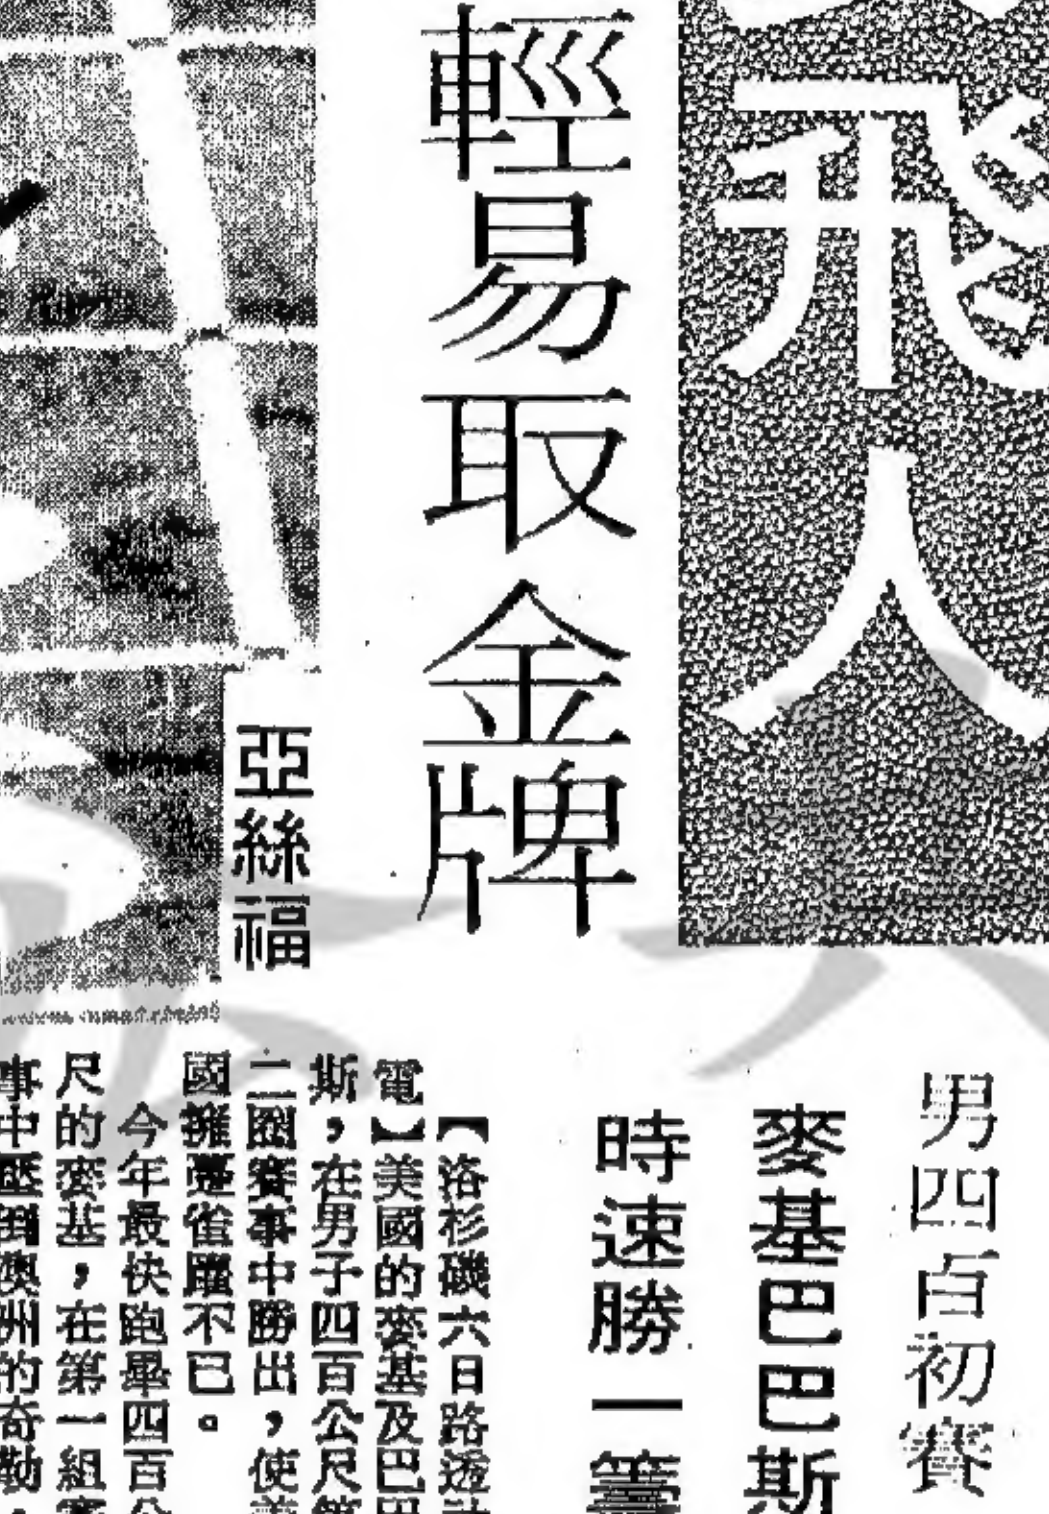 飛人
輕易取金牌
亞絲福
男四百初賽
麥基巴巴斯
時速勝一籌
【洛杉磯六日路透社
電】美國的麥基及巴巴
斯，在男子四百公尺第
二圈賽事中勝出，使美
國擁躉雀躍不已。
今年最快跑畢四百公
尺的麥基，在第一組賽
事中壓倒澳洲的奇勒，